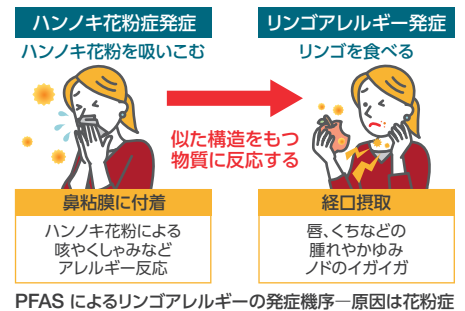 ハンノキ花粉症発症
ハンノキ花粉を吸いこむ
リンゴアレルギー発症
リンゴを食べる
似た構造をもつ
物質に反応する
鼻粘膜に付着
ハンノキ花粉による
咳やくしゃみなど
アレルギー反応
経口摂取
唇、くちなどの
腫れやかゆみ
ノドのイガイガ
PFAS によるリンゴアレルギーの発症機序―原因は花粉症